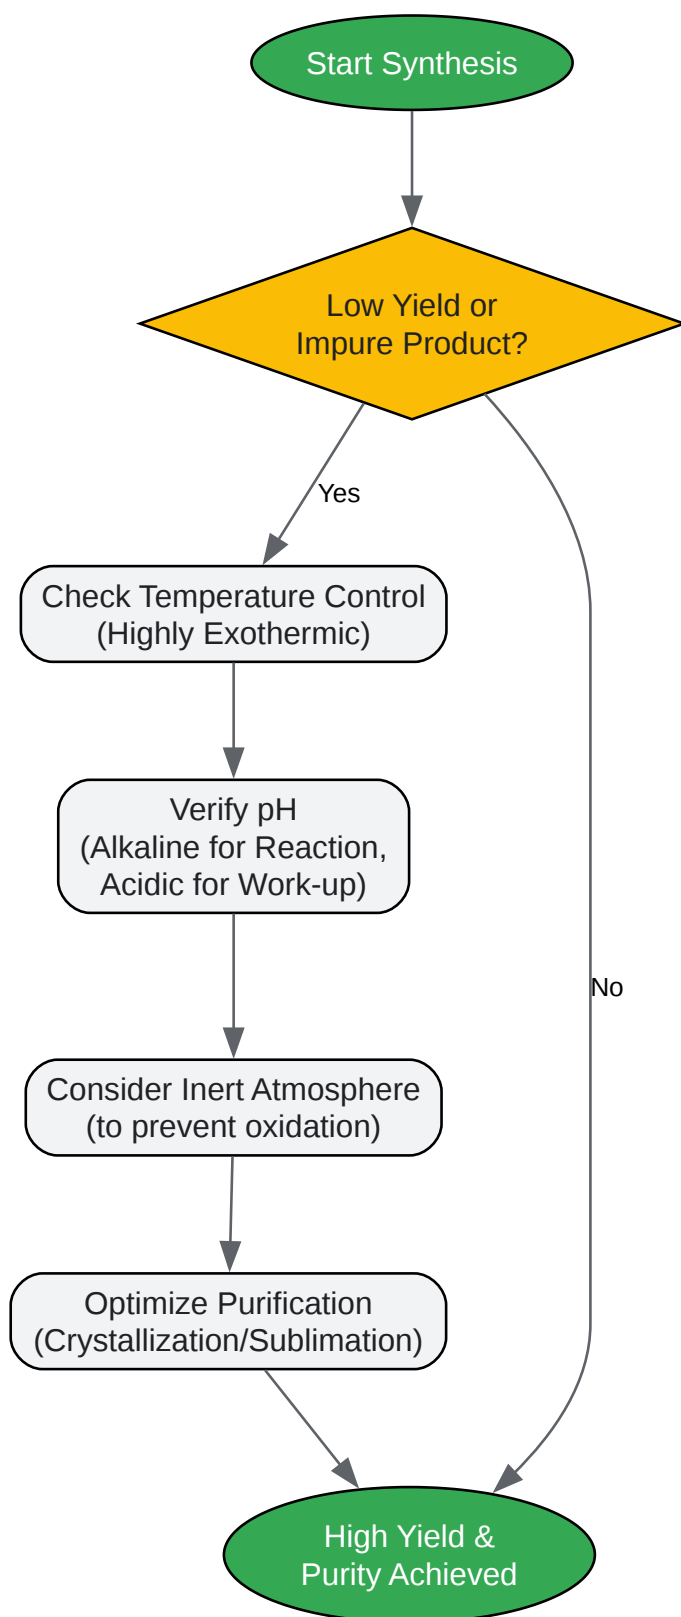 Start Synthesis
Low Yield or
Impure Product?
Yes
Check Temperature Control
(Highly Exothermic)
Verify pH
(Alkaline for Reaction,
Acidic for Work-up)
No
Consider Inert Atmosphere
(to prevent oxidation)
Optimize Purification
(Crystallization/Sublimation)
High Yield &
Purity Achieved